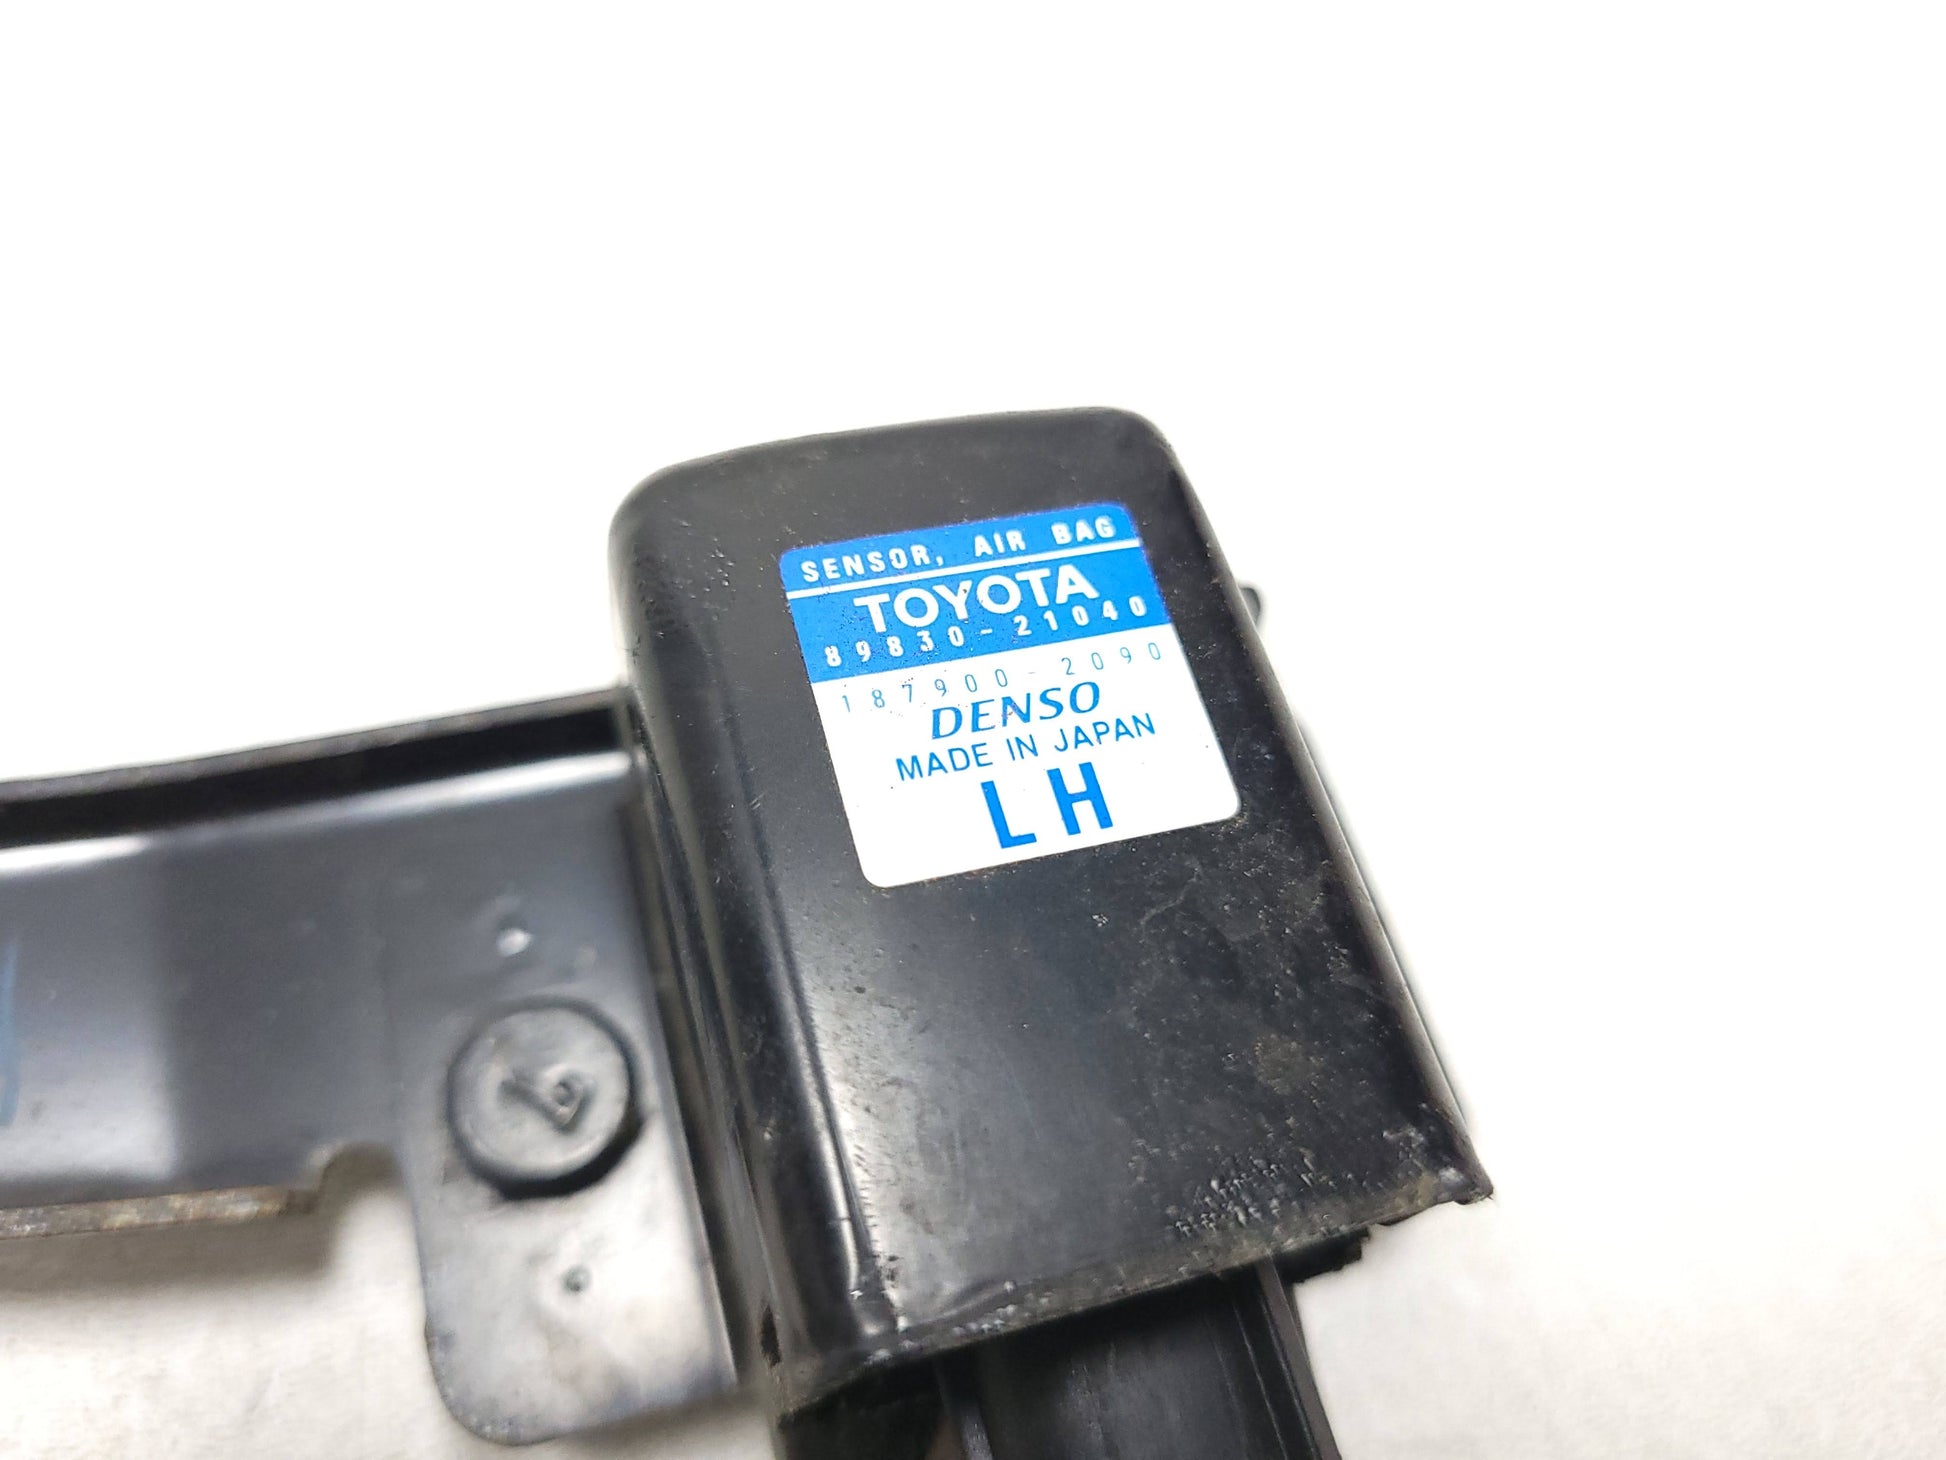 SENSOR, AIR BAG
TOYOTA
89830-21040
187900-2090
DENSO
MADE IN JAPAN
LH